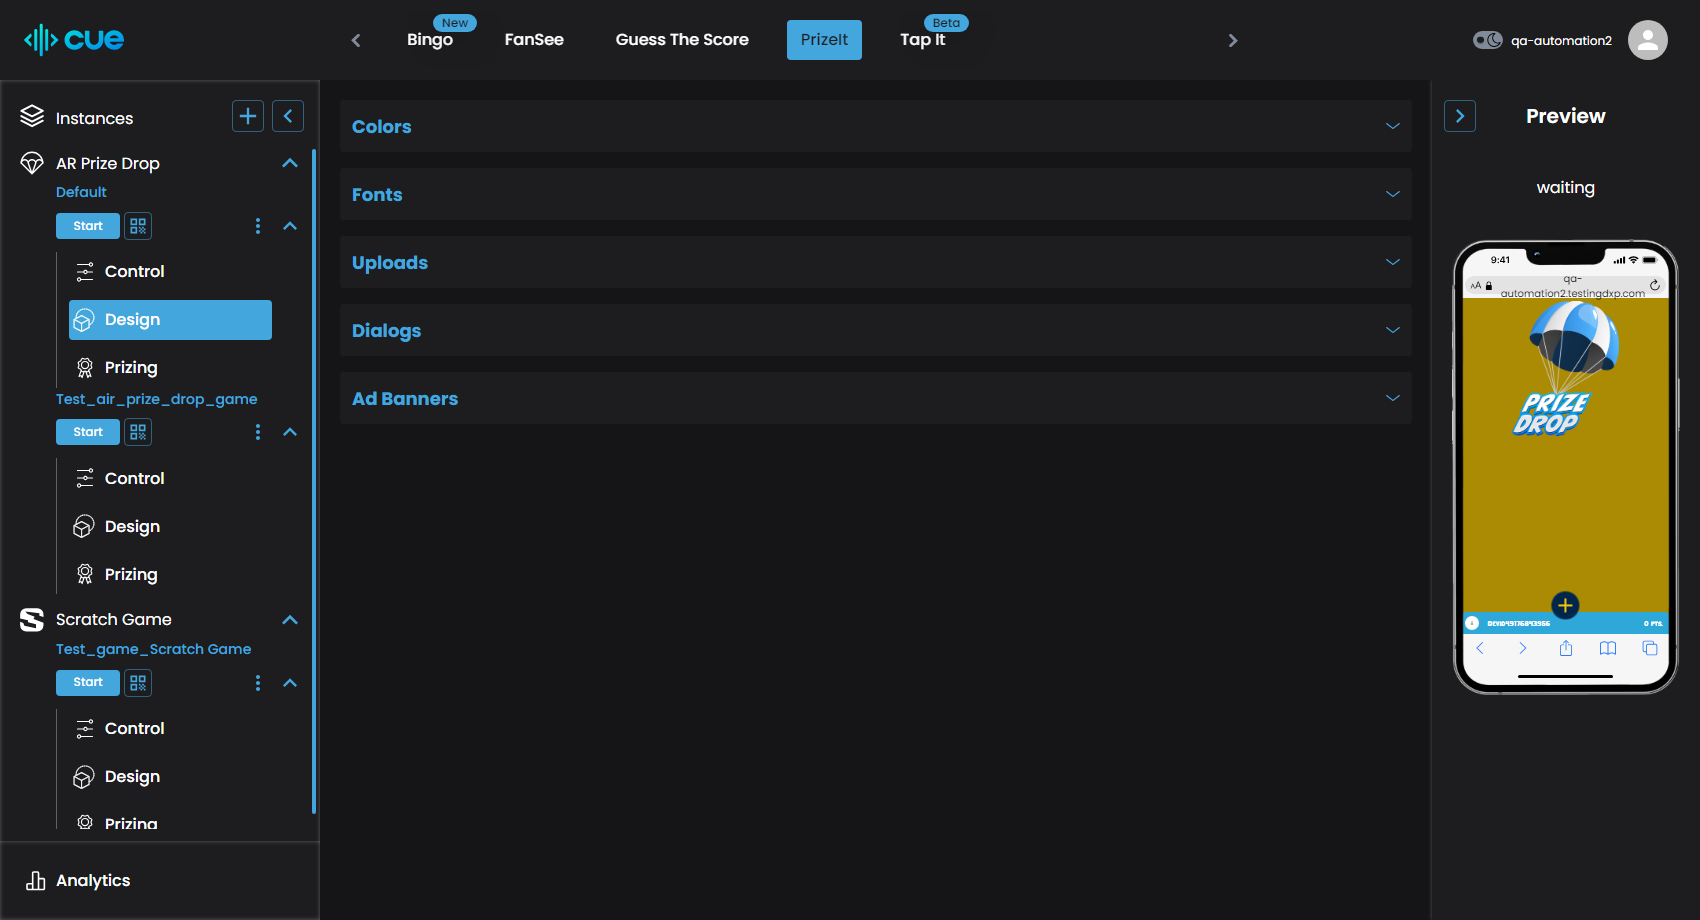 cue
New
Bingo
FanSee
Guess The Score
PrizeIt
Beta
Tap It
qa-automation2
Instances
AR Prize Drop
Default
Start
Control
Design
Prizing
Test_air_prize_drop_game
Start
Control
Design
Prizing
Scratch Game
Test_game_Scratch Game
Start
Control
Design
Prizing
Analytics
Colors
Fonts
Uploads
Dialogs
Ad Banners
Preview
waiting
9:41
AA
qa-
automation2.testingdxp.com
PRIZE
DROP
0 PTS.